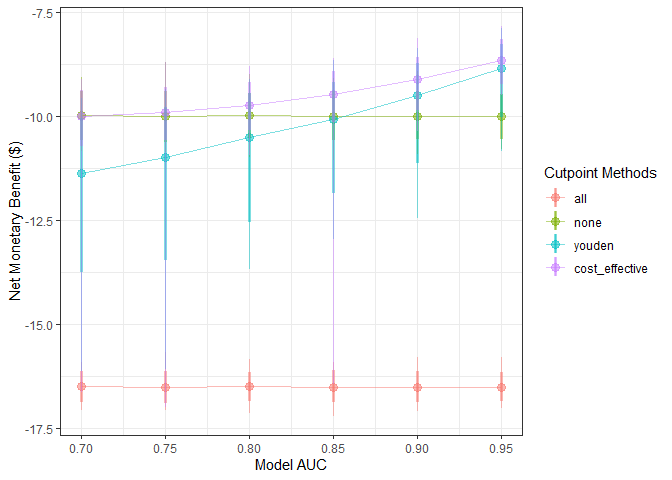 -7.5
-10.0
-12.5
-15.0
-17.5
Net Monetary Benefit ($)
0.70 0.75 0.80 0.85 0.90 0.95
Model AUC
Cutpoint Methods
all
none
youden
cost_effective